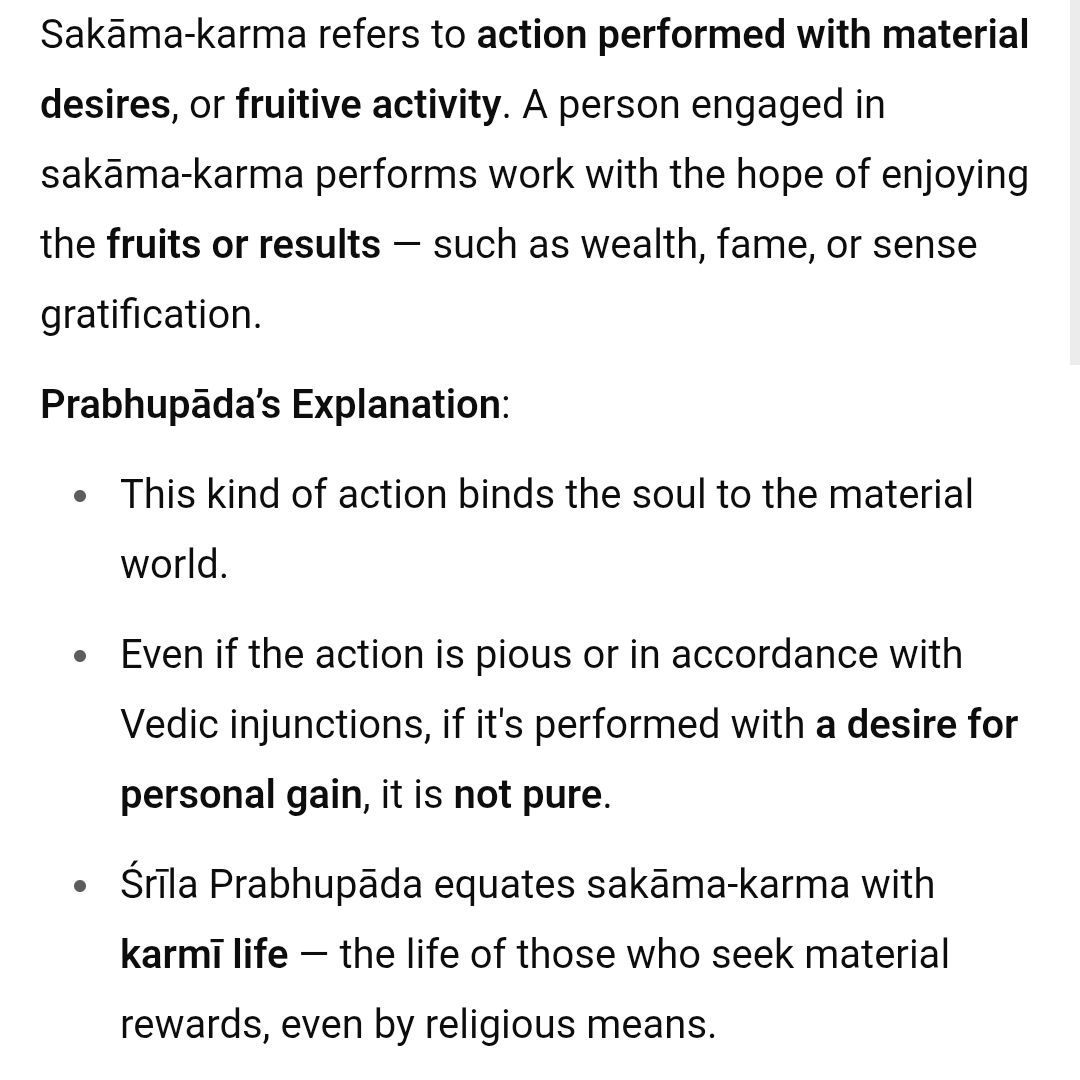 Sakāma-karma refers to action performed with material
desires, or fruitive activity. A person engaged in
sakāma-karma performs work with the hope of enjoying
the fruits or results — such as wealth, fame, or sense
gratification.
Prabhupāda’s Explanation:
• This kind of action binds the soul to the material
world.
• Even if the action is pious or in accordance with
Vedic injunctions, if it's performed with a desire for
personal gain, it is not pure.
• Śrīla Prabhupāda equates sakāma-karma with
karmī life — the life of those who seek material
rewards, even by religious means.